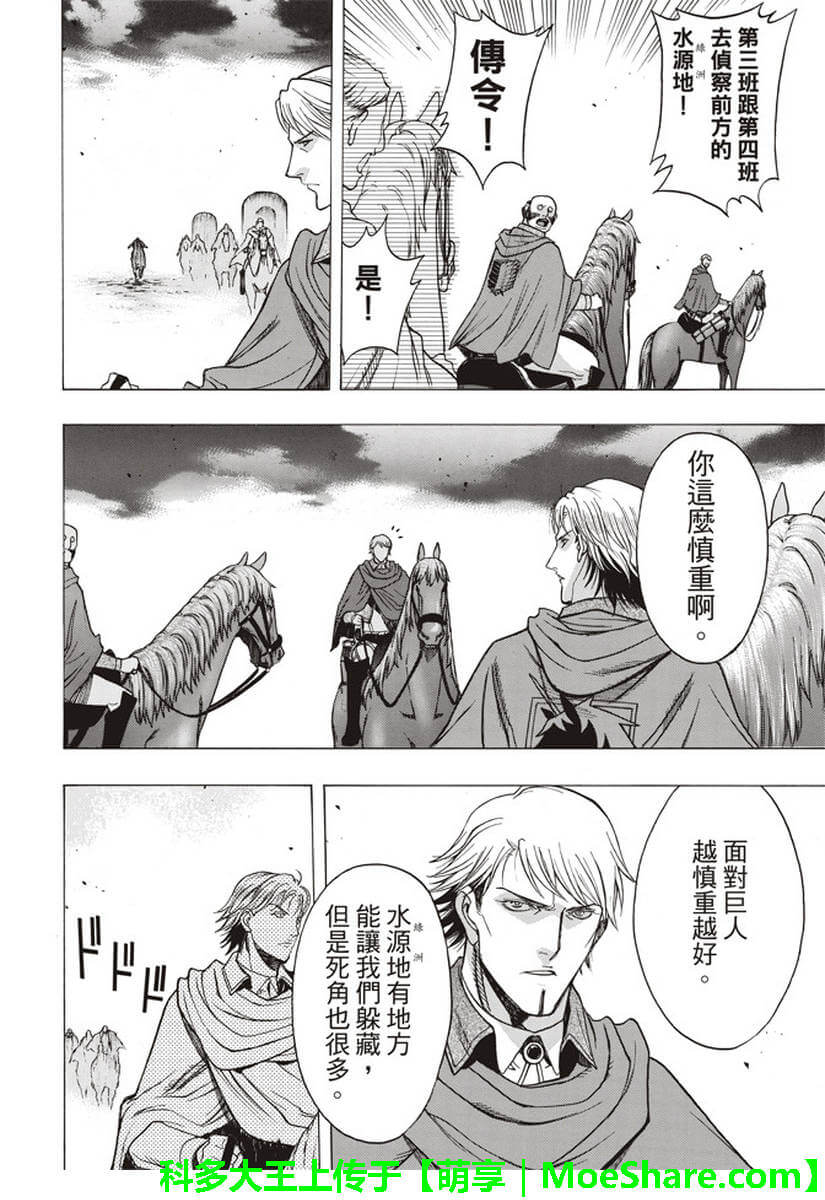 傳令！
第三班跟第四班
去偵察前方的
水源地！
綠洲
是！
你這麼慎重啊。
面對巨人
越慎重越好。
水源地有地方
綠洲
能讓我們躲藏，
但是死角也很多。
ドドド
科多大王上传于【萌享|MoeShare.com】